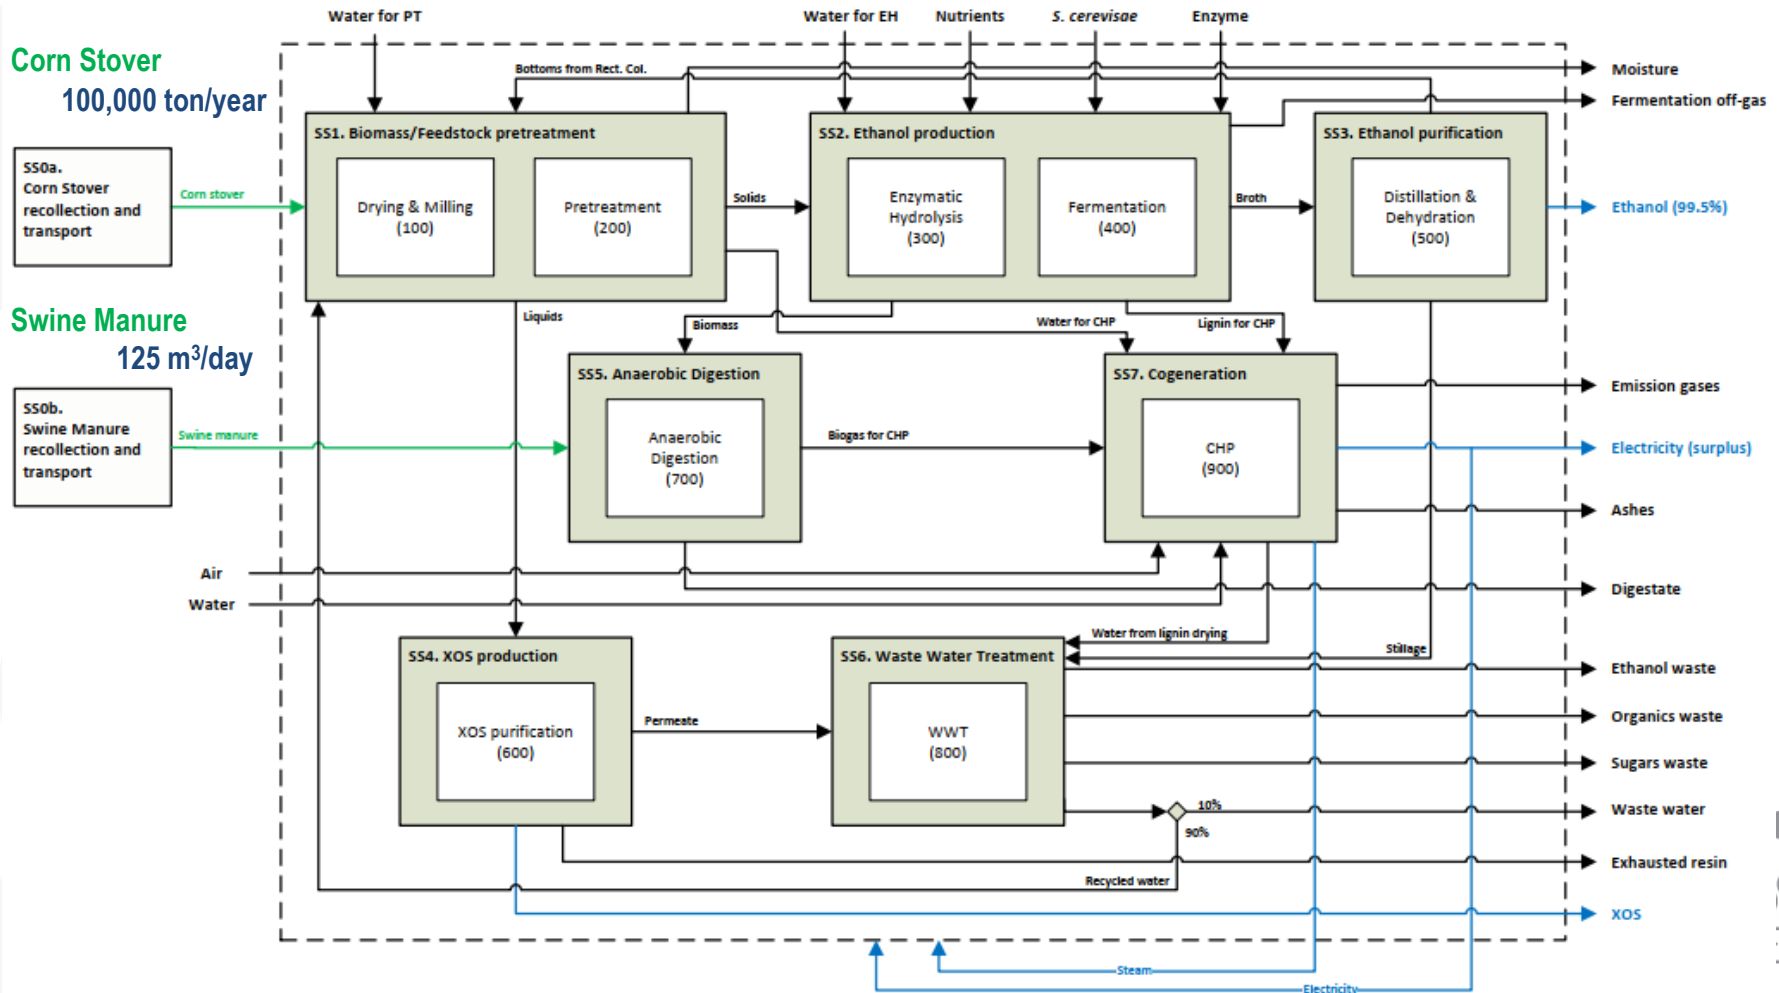 Water for PT
Water for EH
Nutrients
S. cerevisae
Enzyme
Corn Stover
100,000 ton/year
Bottoms from Rect. Col.
Moisture
Fermentation off-gas
SS0a.
Corn Stover
recollection and
transport
Corn stover
SS1. Biomass/Feedstock pretreatment
Drying & Milling
(100)
Pretreatment
(200)
Solids
SS2. Ethanol production
Enzymatic
Hydrolysis
(300)
Fermentation
(400)
Broth
SS3. Ethanol purification
Distillation &
Dehydration
(500)
Ethanol (99.5%)
Swine Manure
125 m³/day
Liquids
Biomass
Water for CHP
Lignin for CHP
SS0b.
Swine Manure
recollection and
transport
Swine manure
SS5. Anaerobic Digestion
Anaerobic
Digestion
(700)
Biogas for CHP
SS7. Cogeneration
CHP
(900)
Emission gases
Electricity (surplus)
Ashes
Air
Water
Digestate
Water from lignin drying
Stillage
SS4. XOS production
XOS purification
(600)
Permeate
SS6. Waste Water Treatment
WWT
(800)
Ethanol waste
Organics waste
Sugars waste
10%
Waste water
90%
Exhausted resin
Recycled water
XOS
Steam
Electricity